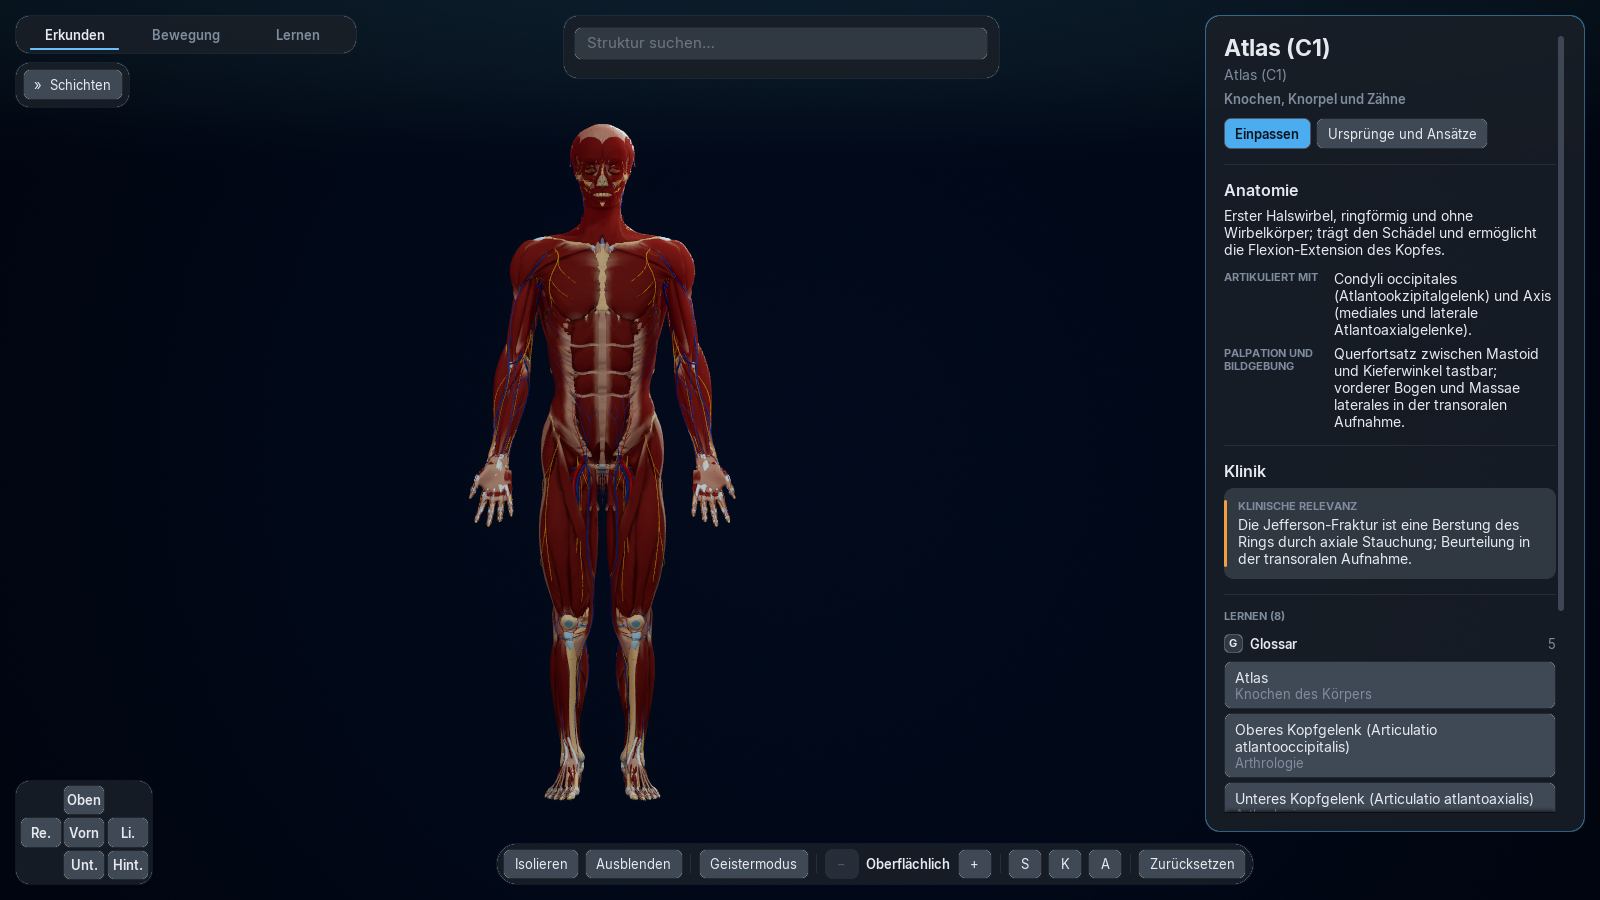 Erkunden
Bewegung
Lernen
» Schichten
Struktur suchen...
Atlas (C1)
Atlas (C1)
Knochen, Knorpel und Zähne
Einpassen
Ursprünge und Ansätze
Anatomie
Erster Halswirbel, ringförmig und ohne
Wirbelkörper; trägt den Schädel und ermöglicht
die Flexion-Extension des Kopfes.
ARTIKULIERT MIT
Condyli occipitales
(Atlantookzipitalgelenk) und Axis
(mediales und laterale
Atlantoaxialgelenke).
PALPATION UND
BILDGEBUNG
Querfortsatz zwischen Mastoid
und Kieferwinkel tastbar;
vorderer Bogen und Massae
laterales in der transoralen
Aufnahme.
Klinik
KLINISCHE RELEVANZ
Die Jefferson-Fraktur ist eine Berstung des
Rings durch axiale Stauchung; Beurteilung in
der transoralen Aufnahme.
LERNEN (8)
G Glossar 5
Atlas
Knochen des Körpers
Oberes Kopfgelenk (Articulatio
atlantooccipitalis)
Arthrologie
Unteres Kopfgelenk (Articulatio atlantoaxialis)
Oben
Re.
Vorn
Li.
Unt.
Hint.
Isolieren
Ausblenden
Geistermodus
−
Oberflächlich
+
S
K
A
Zurücksetzen